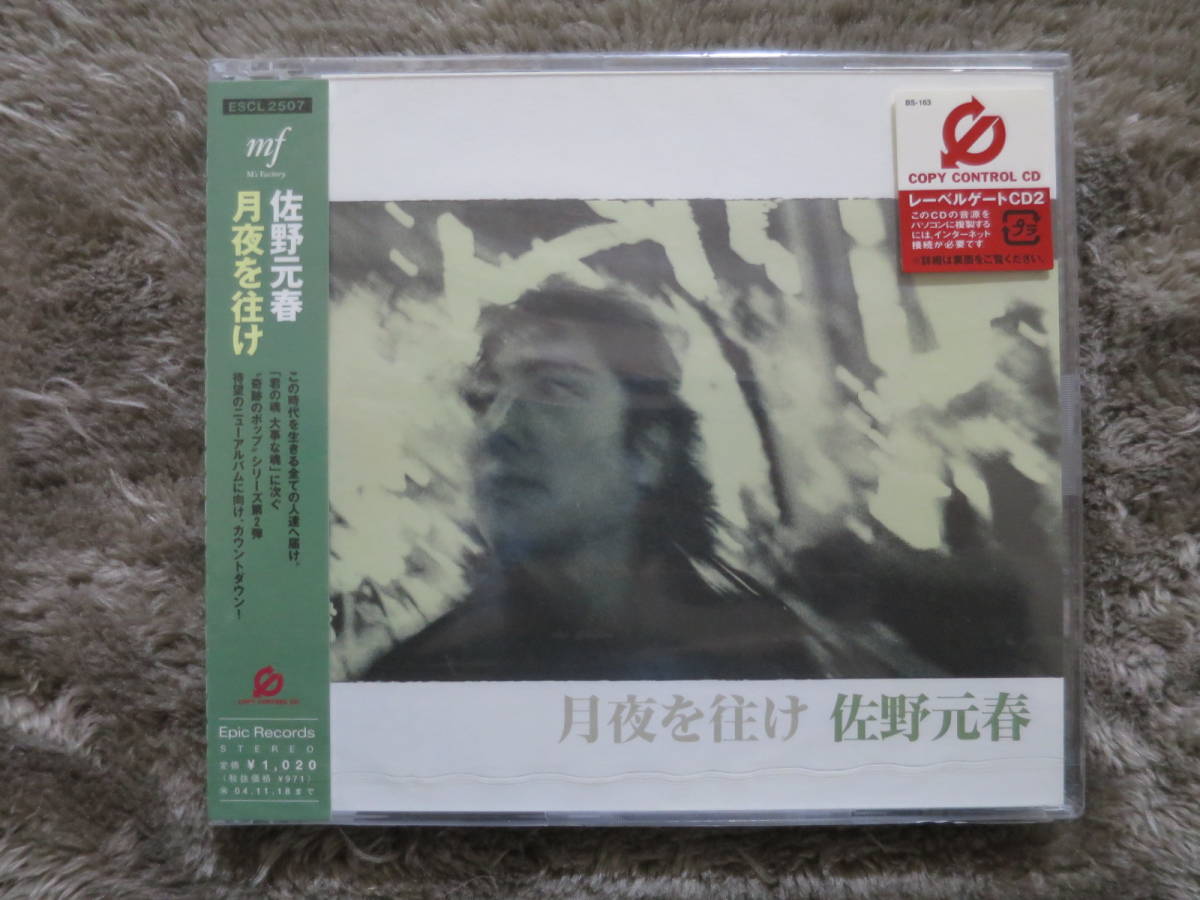 ESCL 2507
mf
M's Factory
佐野元春
月夜を往け
この時代を生きる全ての人達へ届け。
「君の魂 大事な魂」に次ぐ
“奇跡のポップ”シリーズ第2弾
待望のニューアルバムに向け、カウントダウン!
COPY CONTROL CD
Epic Records
STEREO
定価 ¥1,020
(税抜価格 ¥971)
04.11.18まで
BS-163
COPY CONTROL CD
レーベルゲートCD2
このCDの音源を
パソコンに複製する
には、インターネット
接続が必要です
プラ
※詳細は裏面をご覧ください。
月夜を往け 佐野元春